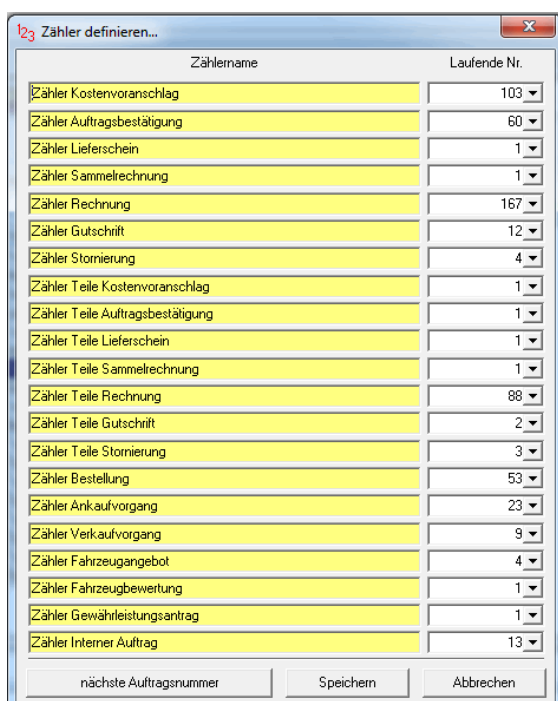 123 Zähler definieren...
Zählername Laufende Nr.
Zähler Kostenvoranschlag 103
Zähler Auftragsbestätigung 60
Zähler Lieferschein 1
Zähler Sammelrechnung 1
Zähler Rechnung 167
Zähler Gutschrift 12
Zähler Stornierung 4
Zähler Teile Kostenvoranschlag 1
Zähler Teile Auftragsbestätigung 1
Zähler Teile Lieferschein 1
Zähler Teile Sammelrechnung 1
Zähler Teile Rechnung 88
Zähler Teile Gutschrift 2
Zähler Teile Stornierung 3
Zähler Bestellung 53
Zähler Ankaufvorgang 23
Zähler Verkaufvorgang 9
Zähler Fahrzeugangebot 4
Zähler Fahrzeugbewertung 1
Zähler Gewährleistungsantrag 1
Zähler Interner Auftrag 13
nächste Auftragsnummer Speichern Abbrechen